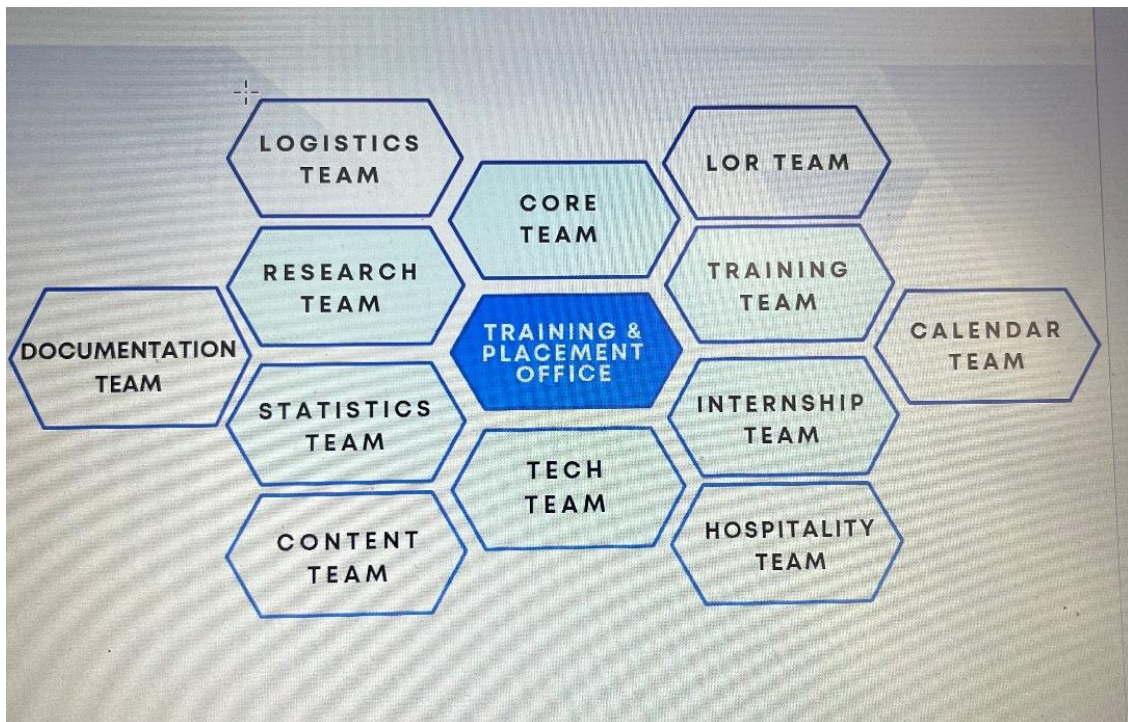 LOGISTICS
TEAM
CORE
TEAM
LOR TEAM
RESEARCH
TEAM
TRAINING
TEAM
DOCUMENTATION
TEAM
TRAINING &
PLACEMENT
OFFICE
CALENDAR
TEAM
STATISTICS
TEAM
INTERNSHIP
TEAM
TECH
TEAM
CONTENT
TEAM
HOSPITALITY
TEAM